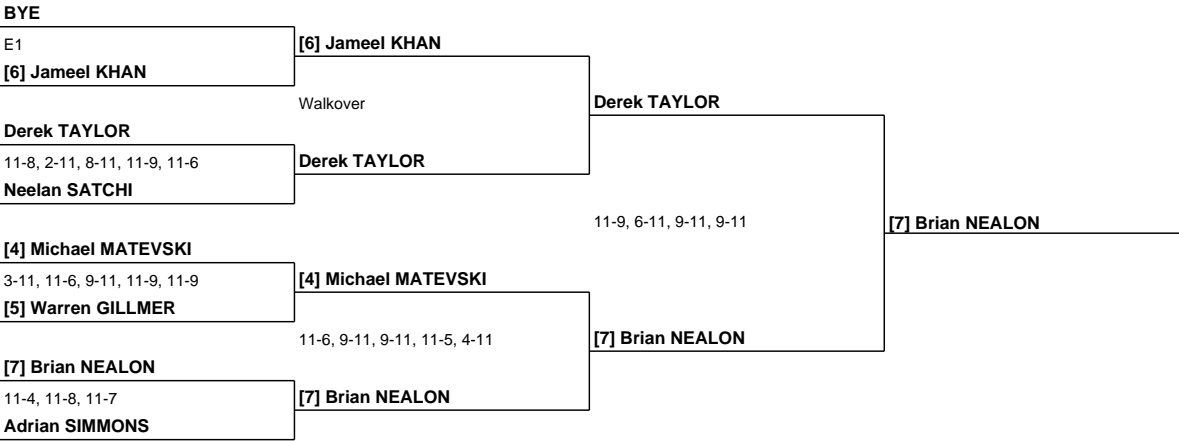 BYE
E1
[6] Jameel KHAN
[6] Jameel KHAN
Walkover
Derek TAYLOR
Derek TAYLOR
11-8, 2-11, 8-11, 11-9, 11-6
Neelan SATCHI
Derek TAYLOR
11-9, 6-11, 9-11, 9-11
[7] Brian NEALON
[4] Michael MATEVSKI
3-11, 11-6, 9-11, 11-9, 11-9
[5] Warren GILLMER
[4] Michael MATEVSKI
11-6, 9-11, 9-11, 11-5, 4-11
[7] Brian NEALON
[7] Brian NEALON
11-4, 11-8, 11-7
Adrian SIMMONS
[7] Brian NEALON